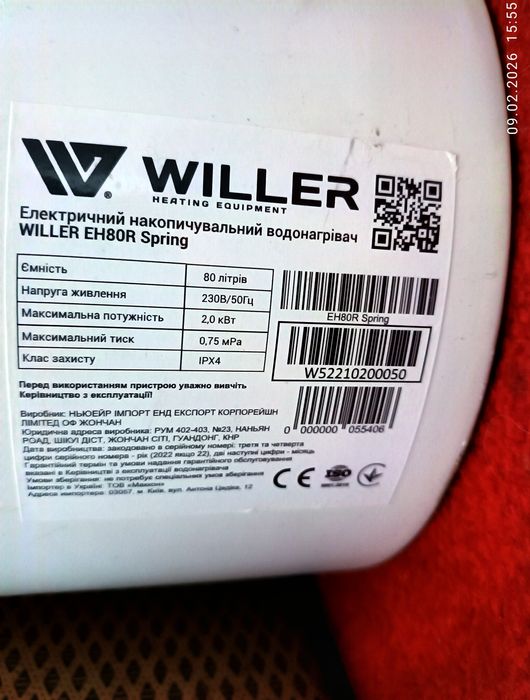 09.02.2026 15:55
WILLER
HEATING EQUIPMENT
Електричний накопичувальний водонагрівач
WILLER EH80R Spring
Ємність 80 літрів
Напруга живлення 230В/50Гц
Максимальна потужність 2,0 кВт
Максимальний тиск 0,75 мРа
Клас захисту IPX4
EH80R Spring
W52210200050
0 000000 055406
Перед використанням пристрою уважно вивчіть
Керівництво з експлуатації!
Виробник: НЬЮЕЙР ІМПОРТ ЕНД ЕКСПОРТ КОРПОРЕЙШН
ЛІМІТЕД ОФ ЖОНЧАН
Юридична адреса виробника: РУМ 402-403, №23, НАНЬЯН
РОАД, ШІКУІ ДІСТ, ЖОНЧАН СІТІ, ГУАНДОНГ, КНР
Дата виробництва: закодовано в серійному номері: третя та четверта
цифри серійного номера - рік (2022 якщо 22), дві наступні цифри - місяць
Гарантійний термін та умови надання гарантійного обслуговування
вказані в Керівництві з експлуатації водонагрівача
Умови зберігання: не потребує спеціальних умов зберігання
Імпортер в Україні: ТОВ «Маккон»
Адреса імпортера: 03057, м. Київ, вул. Антона Цедіка, 12
CE
ISO